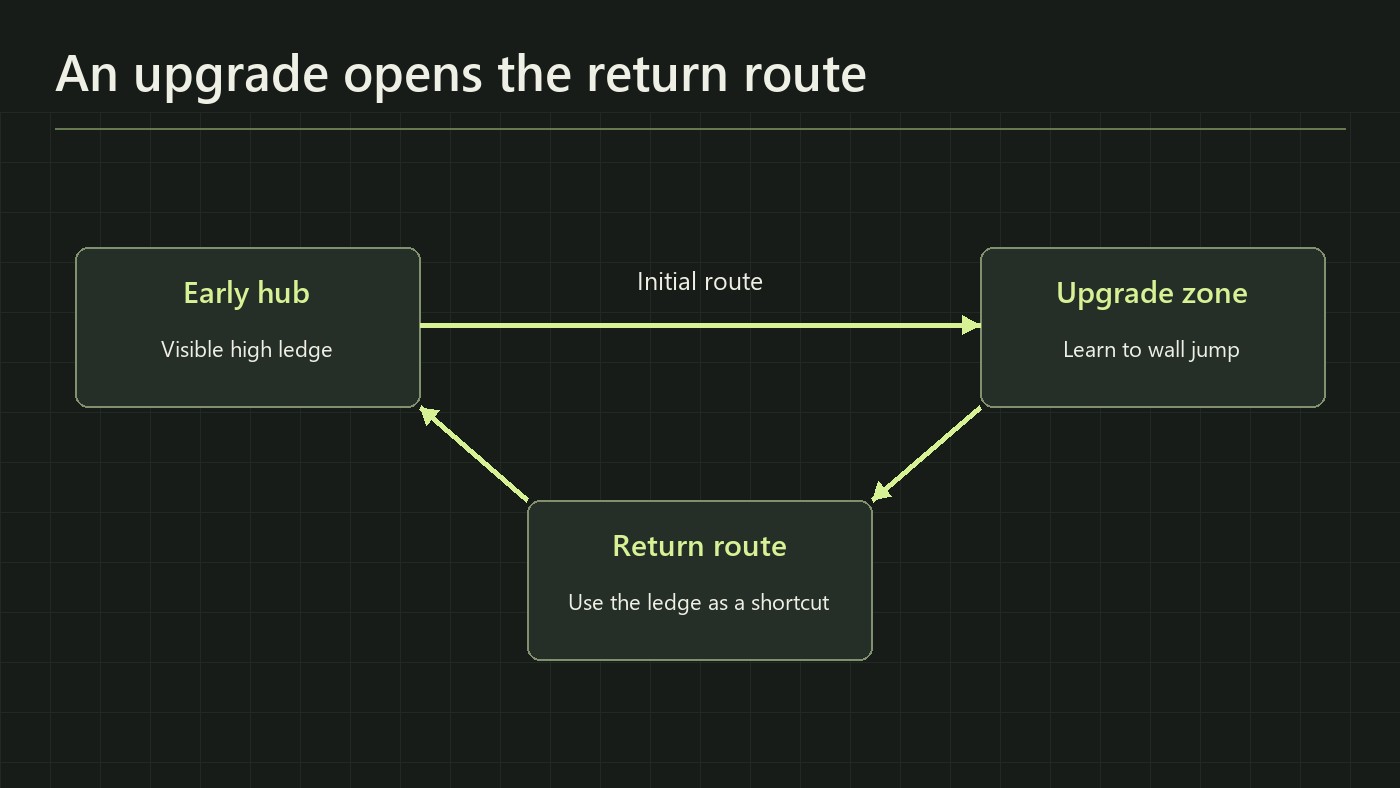 An upgrade opens the return route
Early hub
Visible high ledge
Initial route
Upgrade zone
Learn to wall jump
Return route
Use the ledge as a shortcut